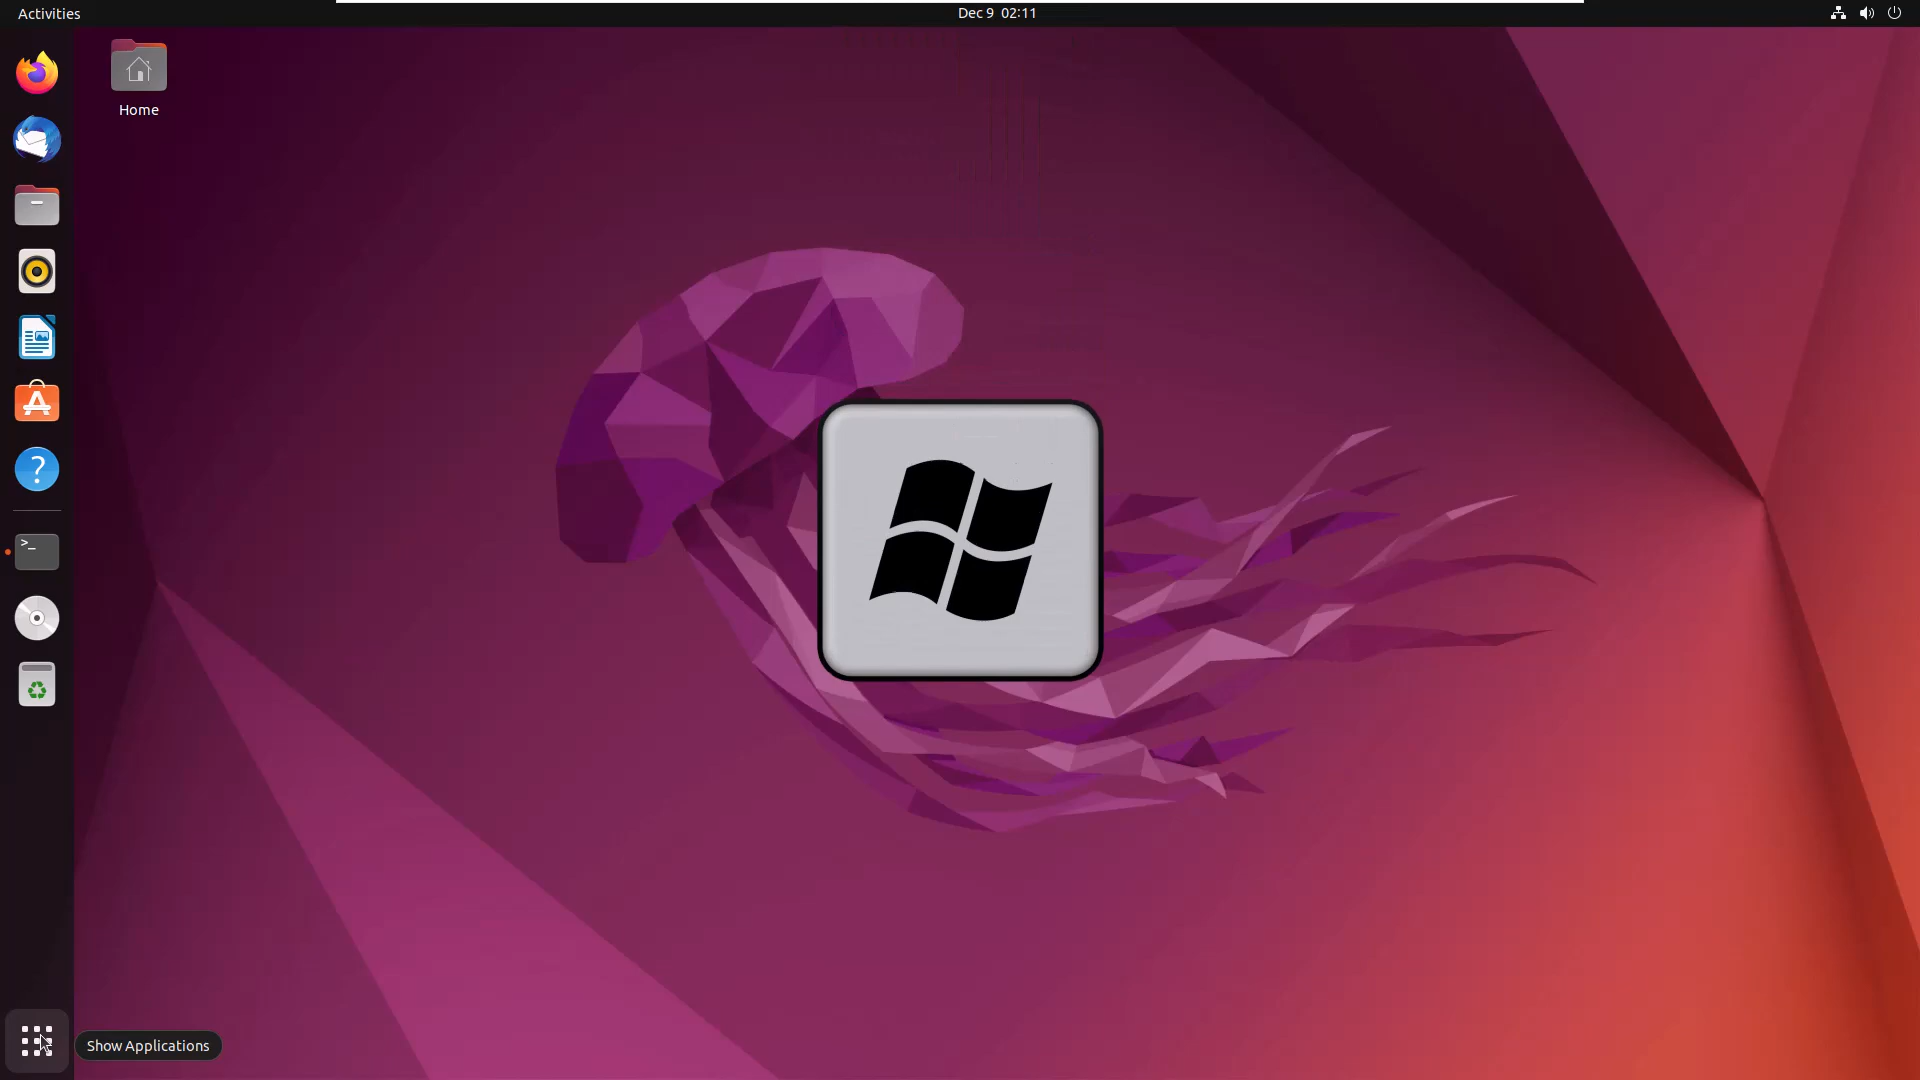 Activities
Dec 9 02:11
Home
>_
?
Show Applications